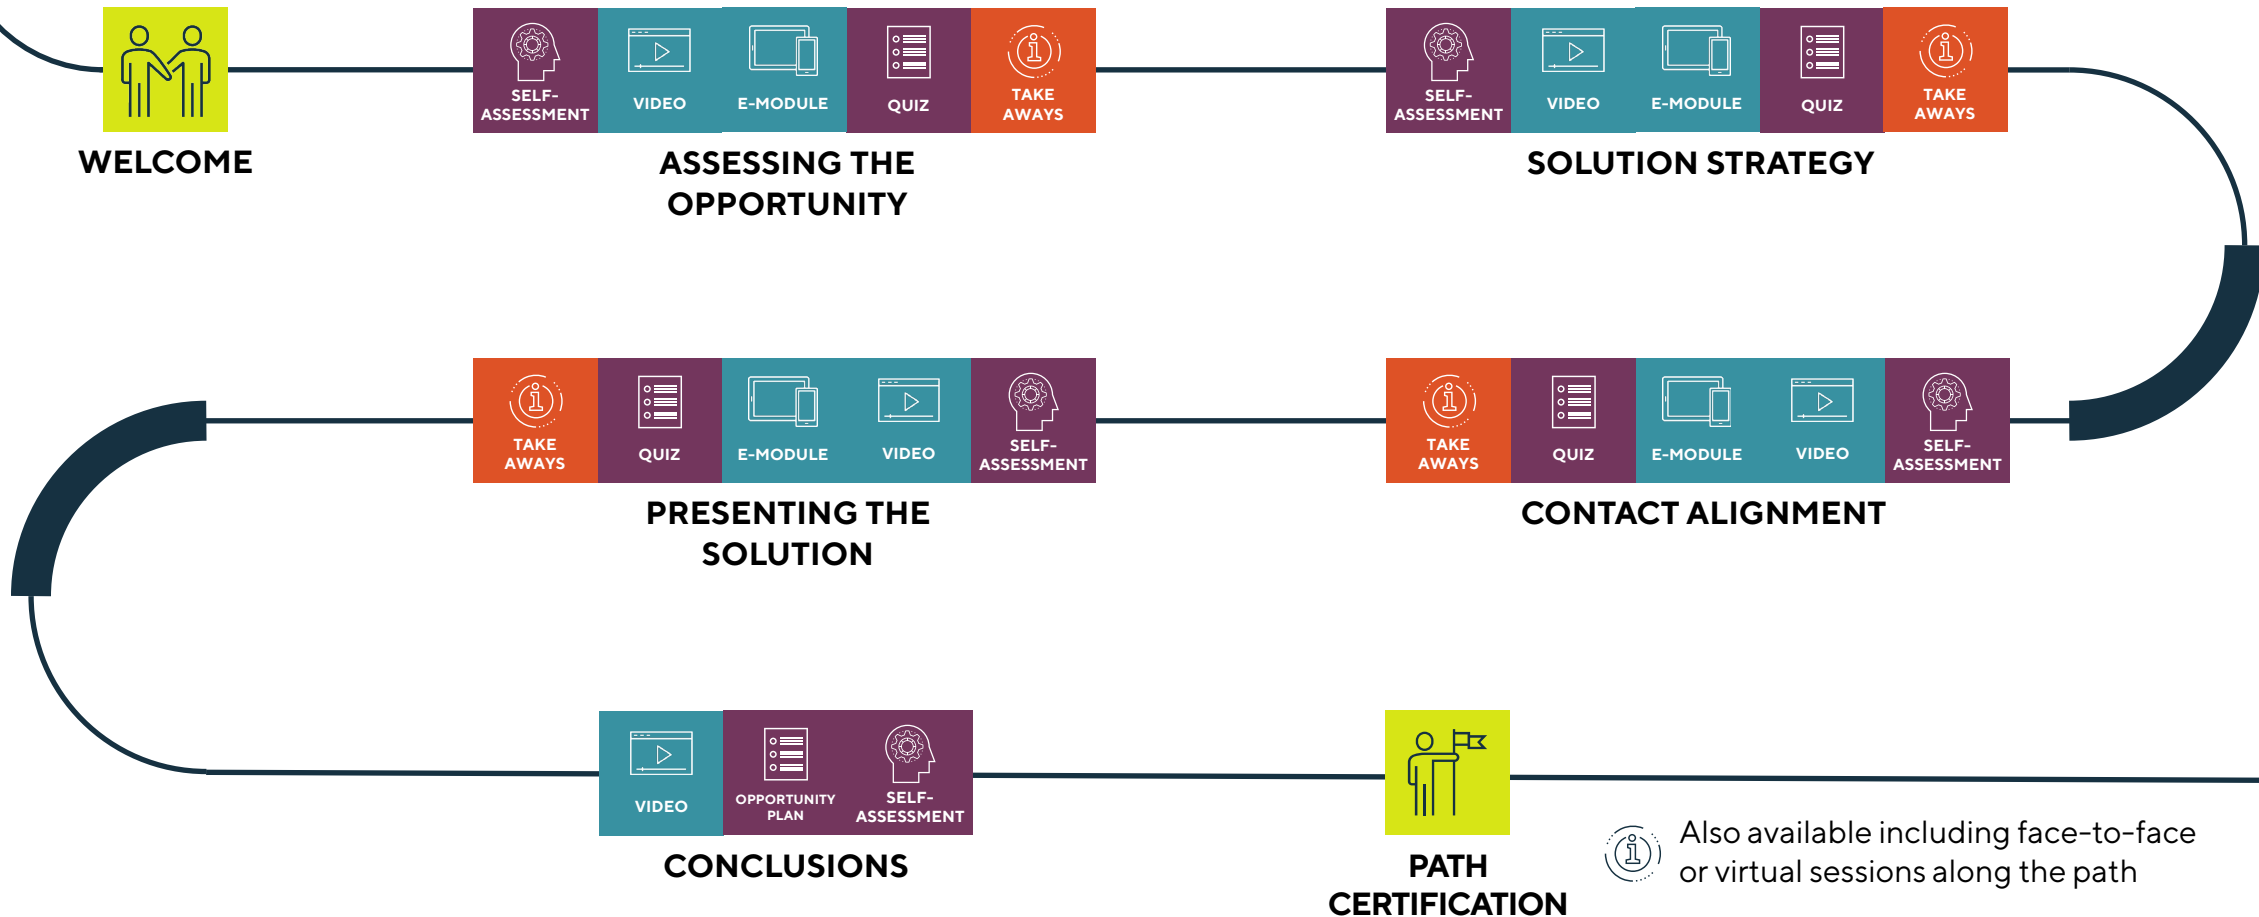 SELF-
ASSESSMENT
VIDEO
E-MODULE
QUIZ
TAKE
AWAYS
SELF-
ASSESSMENT
VIDEO
E-MODULE
QUIZ
TAKE
AWAYS
WELCOME
ASSESSING THE
OPPORTUNITY
SOLUTION STRATEGY
TAKE
AWAYS
QUIZ
E-MODULE
VIDEO
SELF-
ASSESSMENT
TAKE
AWAYS
QUIZ
E-MODULE
VIDEO
SELF-
ASSESSMENT
PRESENTING THE
SOLUTION
CONTACT ALIGNMENT
VIDEO
OPPORTUNITY
PLAN
SELF-
ASSESSMENT
CONCLUSIONS
PATH
CERTIFICATION
Also available including face-to-face
or virtual sessions along the path